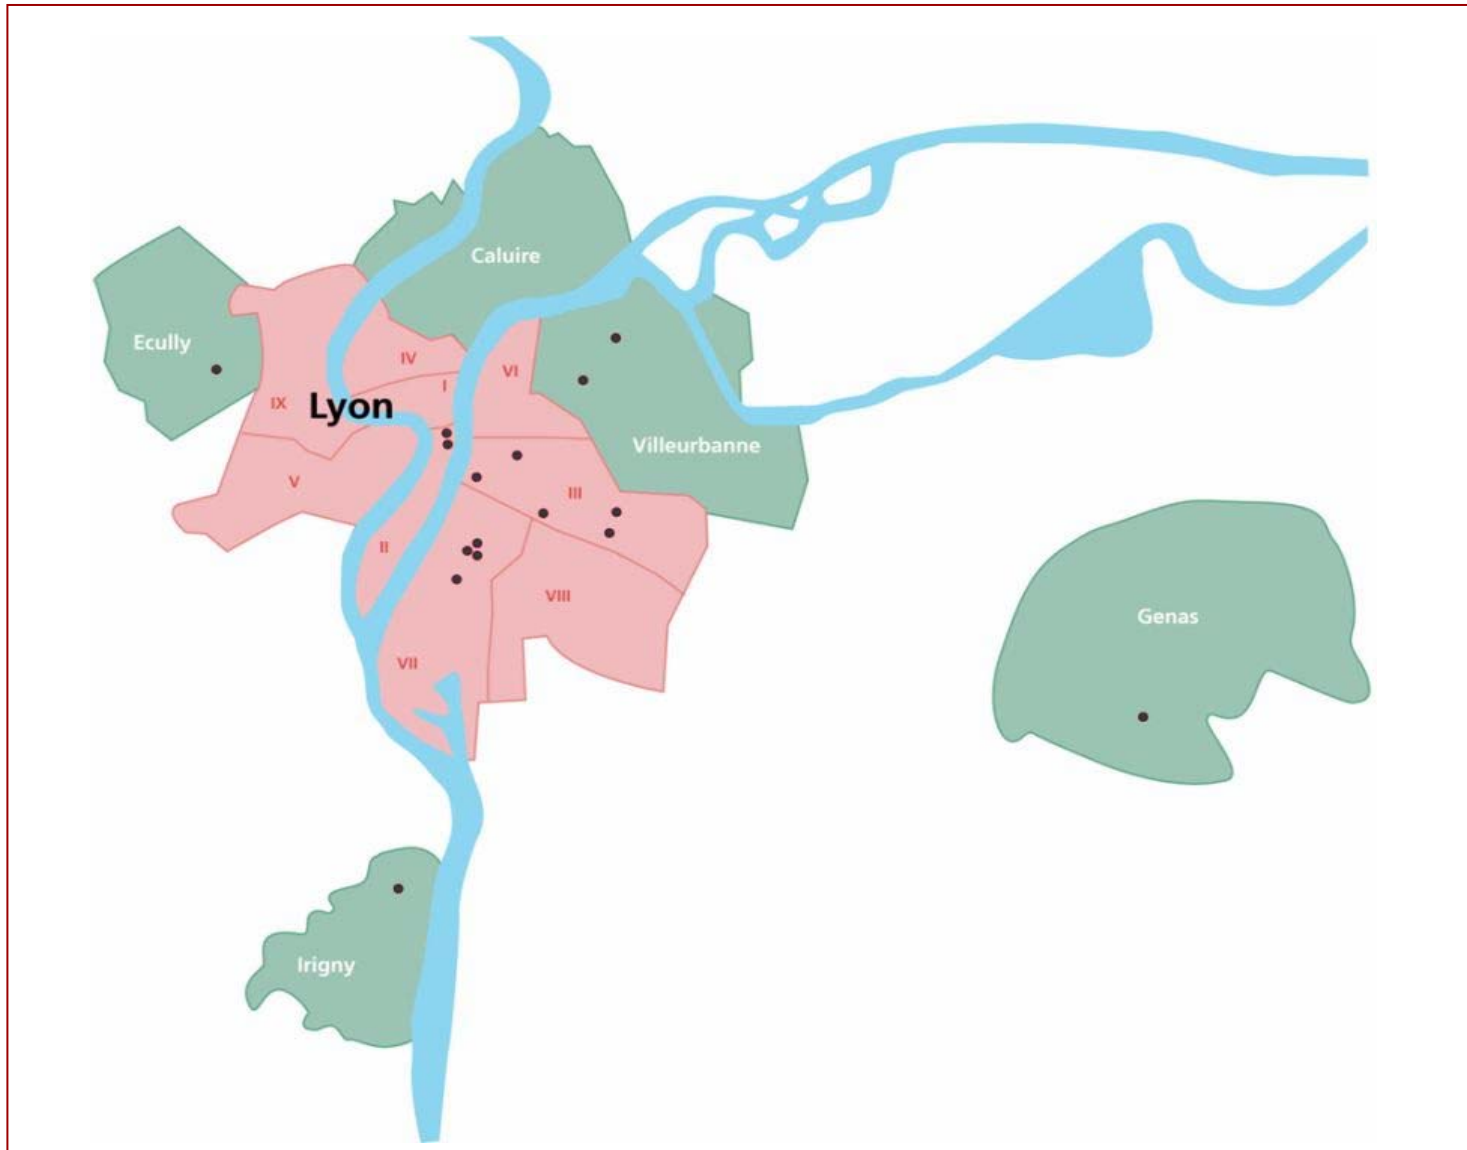 Caluire
Ecully
IV
VI
I
IX
Lyon
Villeurbanne
V
III
II
VIII
Genas
VII
Irigny